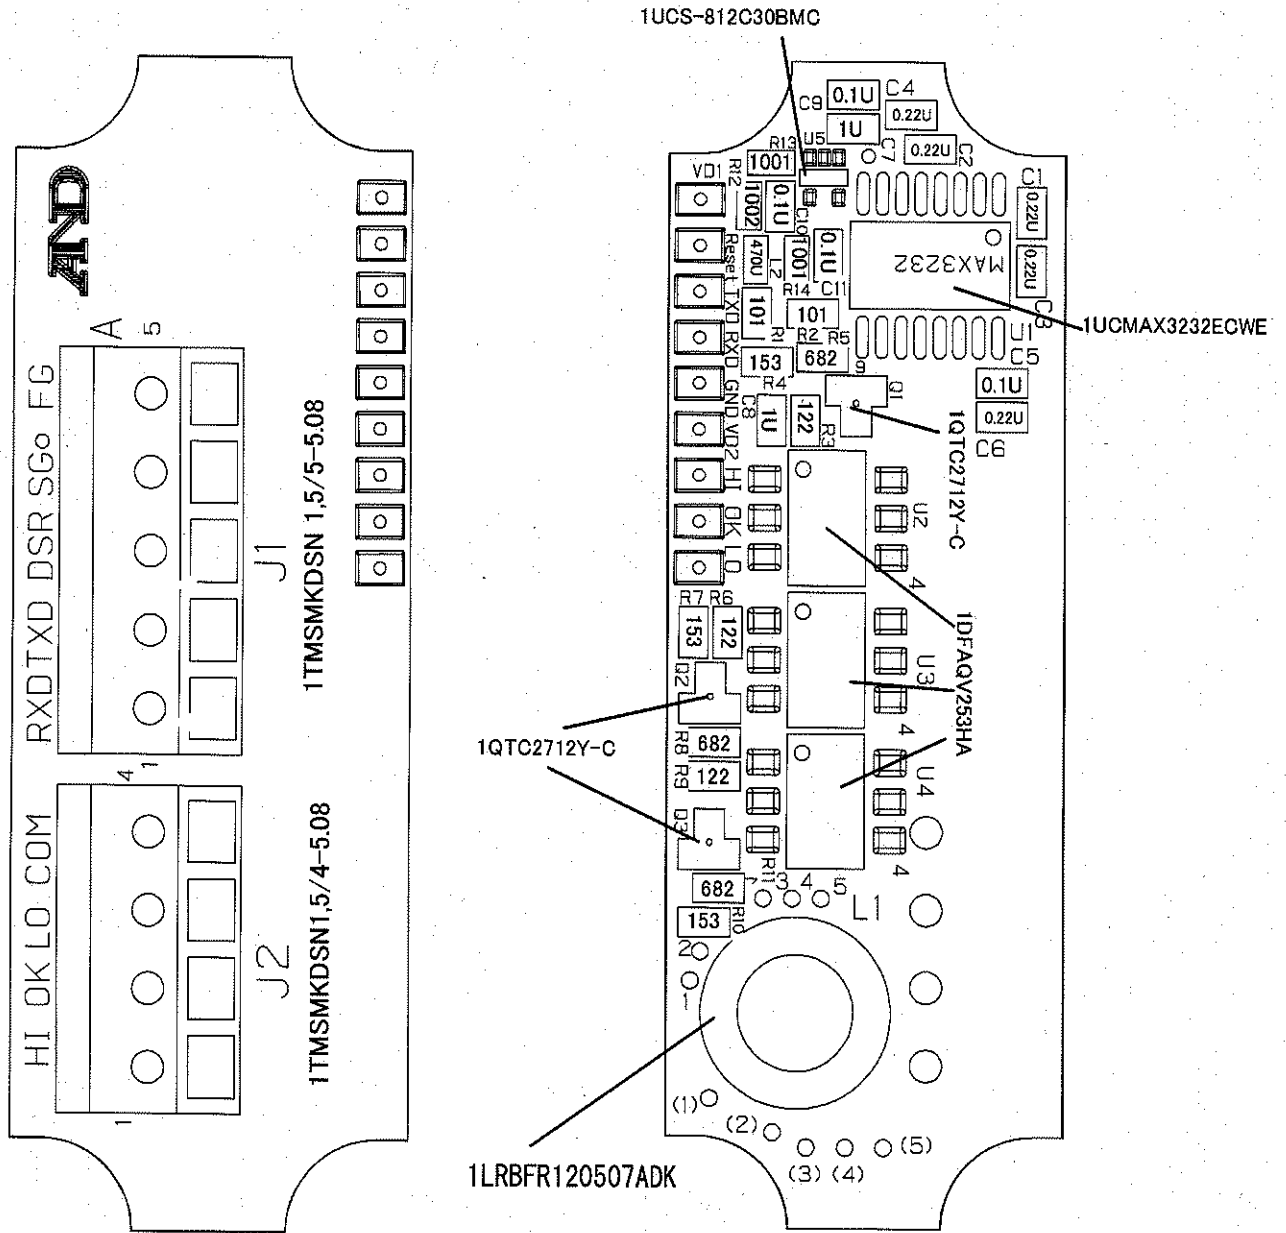 AND
A
5
RXD TXD DSR SGo FG
J1
1TMSMKDSN 1,5/5-5.08
1
4
HI OK LO COM
J2
1TMSMKDSN1,5/4-5.08
1
1UCS-812C30BMC
C9
0.1U
C4
0.22U
1U
U5
C7
0.22U
C2
R13
1001
VD1
R12
1002
0.1U
C10
C1
0.22U
0.22U
C3
MAX3232
1UCMAX3232ECWE
U1
Reset
470U
L2
1001
0.1U
R14
C11
TXD
101
101
R1
R2
R5
RXD
153
682
9
R4
C5
0.1U
0.22U
C6
GND
C8
1U
122
R3
Q1
1QTC2712Y-C
VD2
HI
OK
LO
U2
4
1DFAQV253HA
R7
R6
153
122
Q2
U3
4
1QTC2712Y-C
R8
682
R9
122
Q3
U4
4
R11
682
3
4
5
L1
153
R10
2
1
(1)
(2)
(3)
(4)
(5)
1LRBFR120507ADK